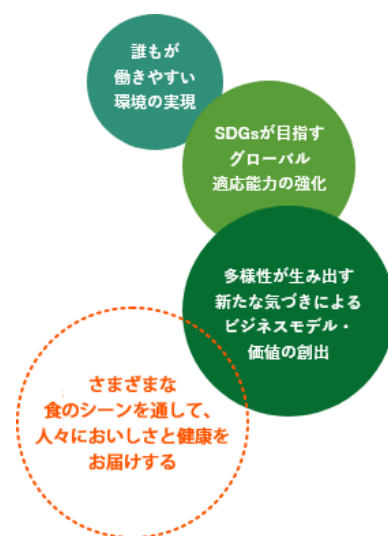 誰もが
働きやすい
環境の実現
SDGsが目指す
グローバル
適応能力の強化
多様性が生み出す
新たな気づきによる
ビジネスモデル・
価値の創出
さまざまな
食のシーンを通して、
人々においしさと健康を
お届けする